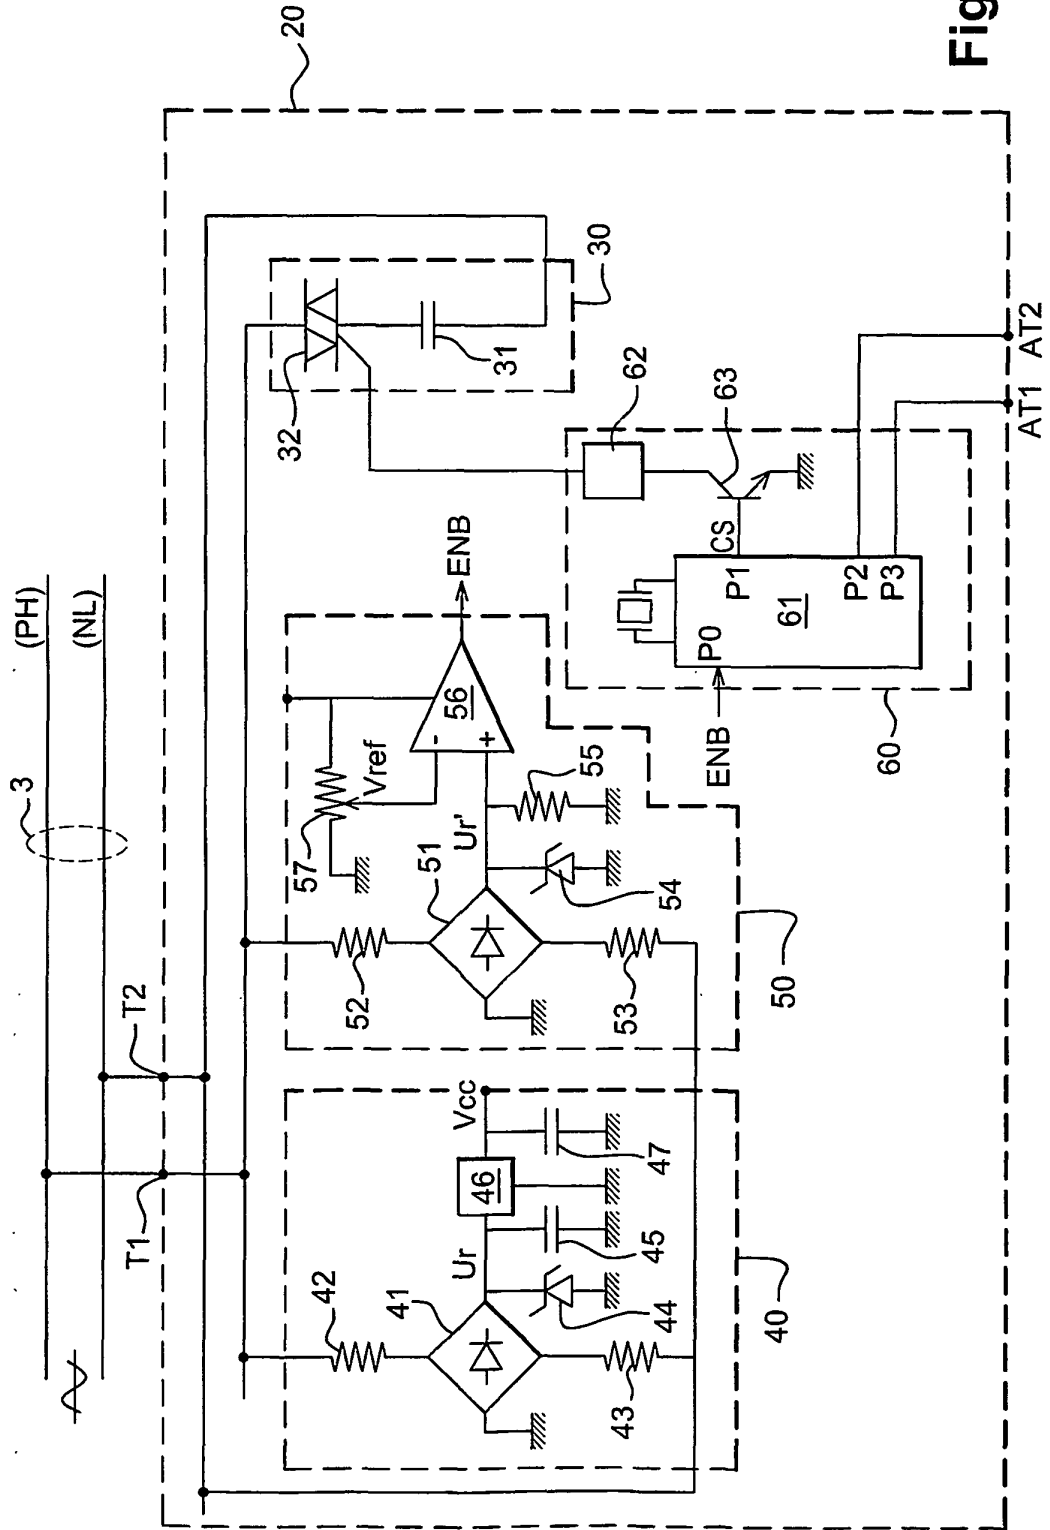 Fig
20
3
(PH)
(NL)
T1
T2
30
32
31
62
63
CS
P1
P0
61
P2
P3
AT1
AT2
60
ENB
ENB
56
-
+
Vref
57
Ur'
51
55
54
52
53
50
Vcc
46
47
45
Ur
44
42
41
43
40